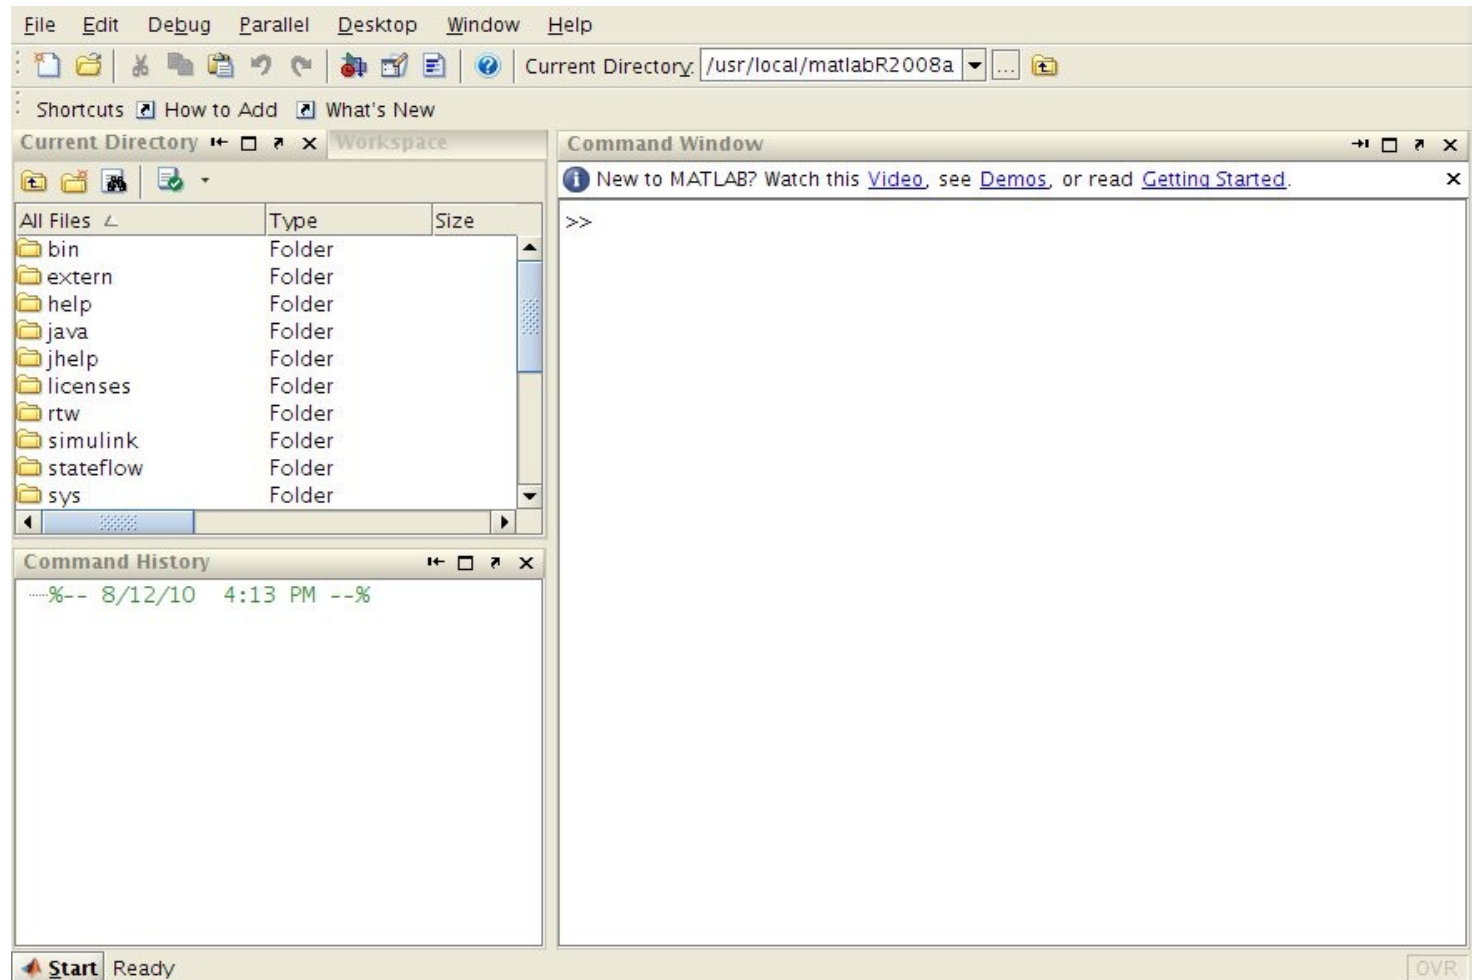 File Edit Debug Parallel Desktop Window Help
Current Directory: /usr/local/matlabR2008a ...
Shortcuts How to Add What's New
Current Directory Workspace
All Files Type Size
bin Folder
extern Folder
help Folder
java Folder
jhelp Folder
licenses Folder
rtw Folder
simulink Folder
stateflow Folder
sys Folder
Command History
%-- 8/12/10 4:13 PM --%
Command Window
New to MATLAB? Watch this Video, see Demos, or read Getting Started.
>>
Start Ready
OVR